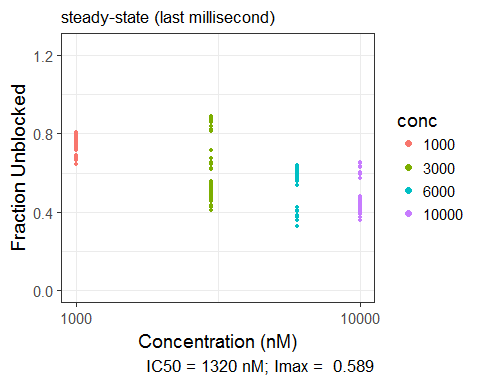 steady-state (last millisecond)
Fraction Unblocked
1.2
0.8
0.4
0.0
1000
10000
Concentration (nM)
IC50 = 1320 nM; Imax =  0.589
conc
1000
3000
6000
10000